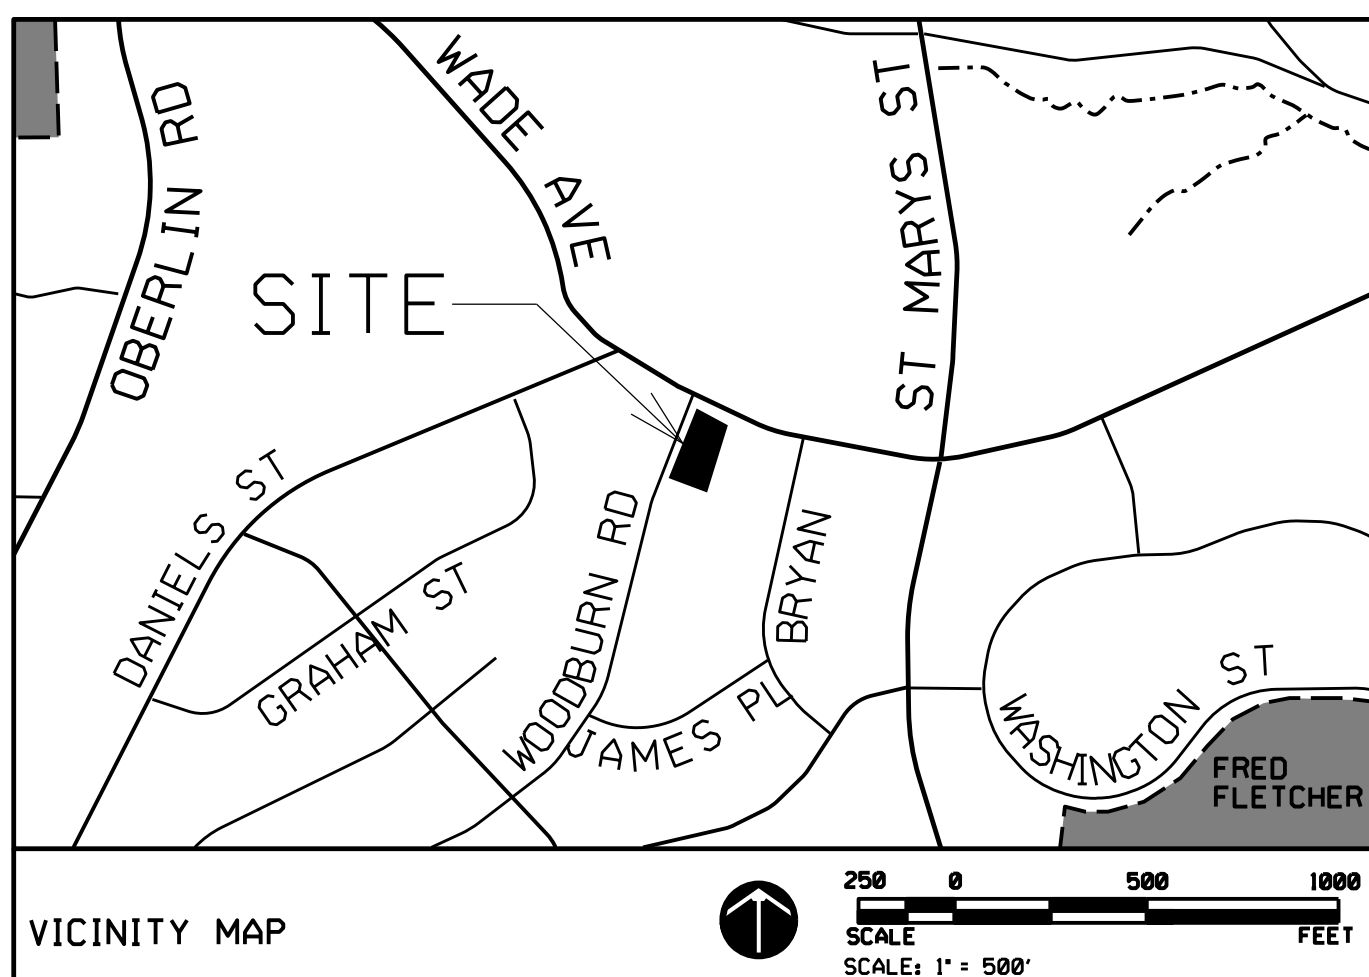 WADE AVE
ST MARYS ST
OBERLIN RD
SITE
DANIELS ST
GRAHAM ST
WOODBURN RD
BRYAN
JAMES PL
WASHINGTON ST
FRED
FLETCHER
VICINITY MAP
250 0 500 1000
SCALE FEET
SCALE: 1" = 500'